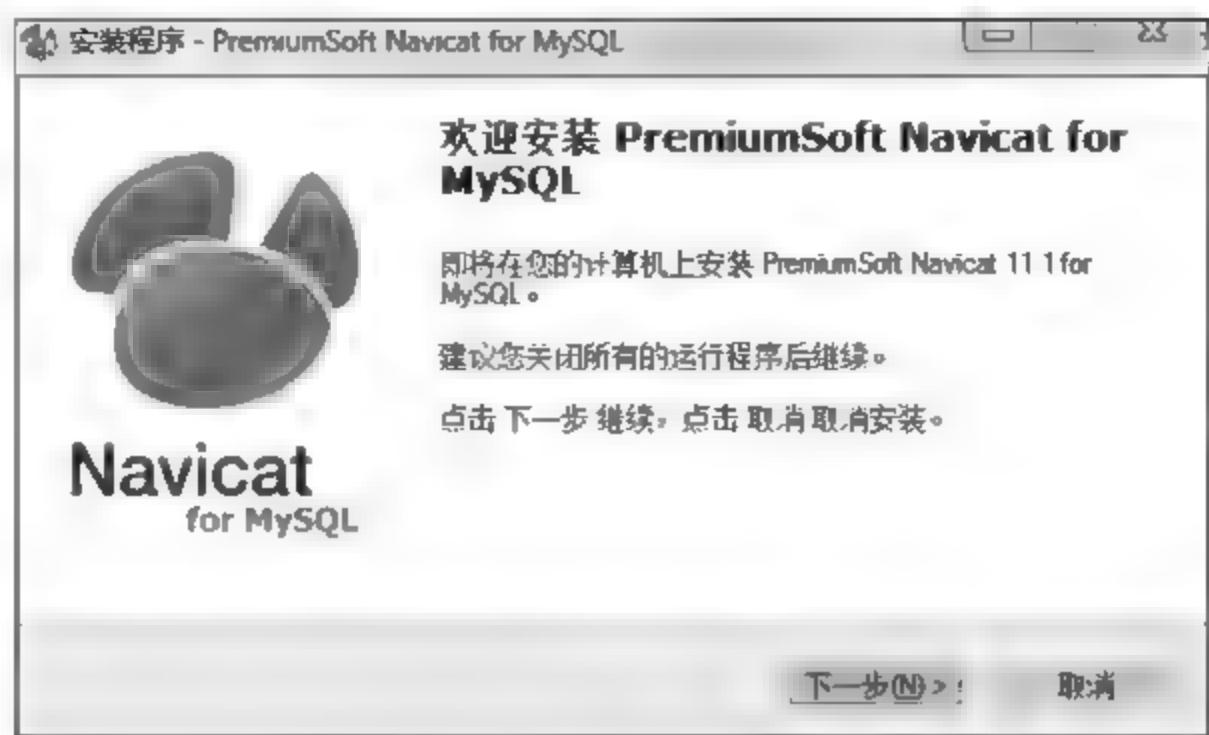 安装程序 - PremiumSoft Navicat for MySQL
欢迎安装 PremiumSoft Navicat for
MySQL
即将在您的计算机上安装 PremiumSoft Navicat 11 1 for
MySQL。
建议您关闭所有的运行程序后继续。
点击 下一步 继续，点击 取消 取消安装。
Navicat
for MySQL
下一步(N) >
取消